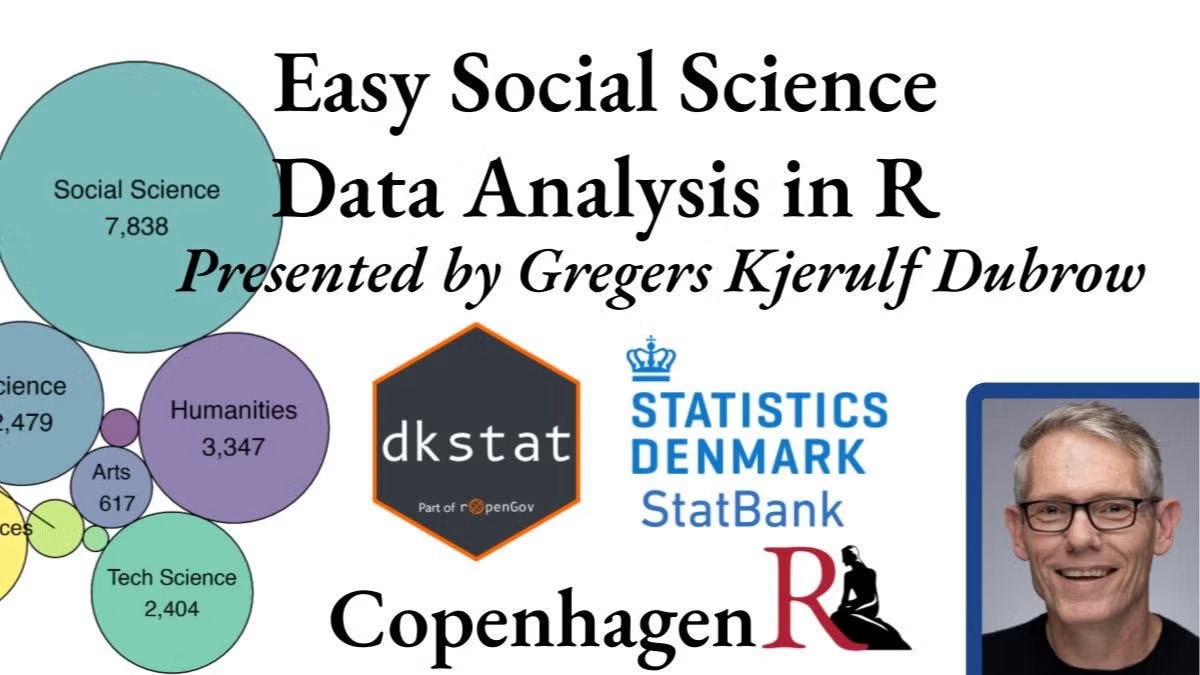 Easy Social Science
Data Analysis in R
Presented by Gregers Kjerulf Dubrow
Social Science
7,838
cience
2,479
Humanities
3,347
Arts
617
ces
Tech Science
2,404
dkstat
Part of rOpenGov
STATISTICS
DENMARK
StatBank
Copenhagen R